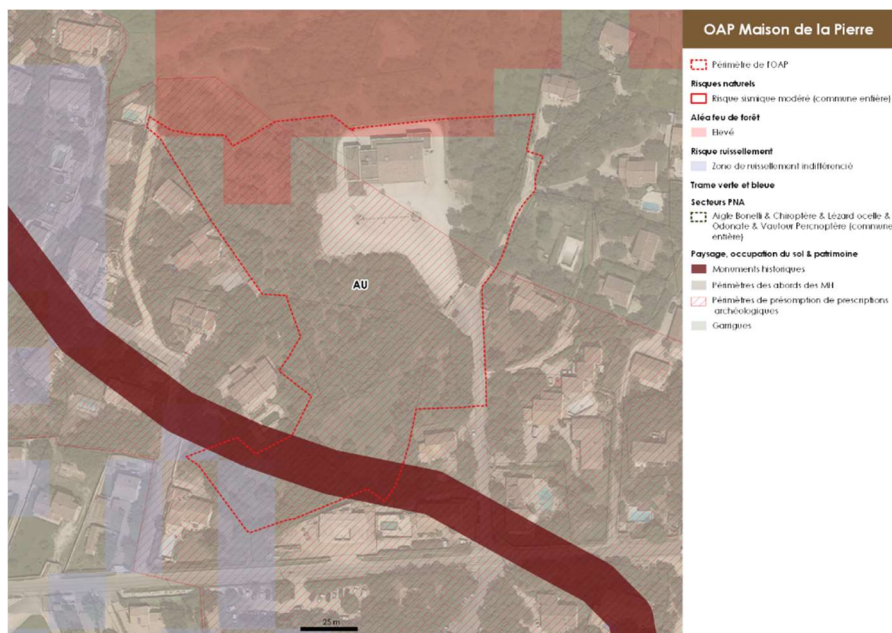 OAP Maison de la Pierre
Périmètre de l'OAP
Risques naturels
Risque sismique modéré (commune entière)
Aléa feu de forêt
Elevé
Risque ruissellement
Zone de ruissellement indifférencié
Trame verte et bleue
Secteurs PNA
Aigle Bonelli & Chiroptère & Lézard ocelle &
Odonate & Vautour Percnoptère (commune
entière)
Paysage, occupation du sol & patrimoine
Monuments historiques
Périmètres des abords des MH
Périmètres de présomption de prescriptions
archéologiques
Garrigues
AU
25 m